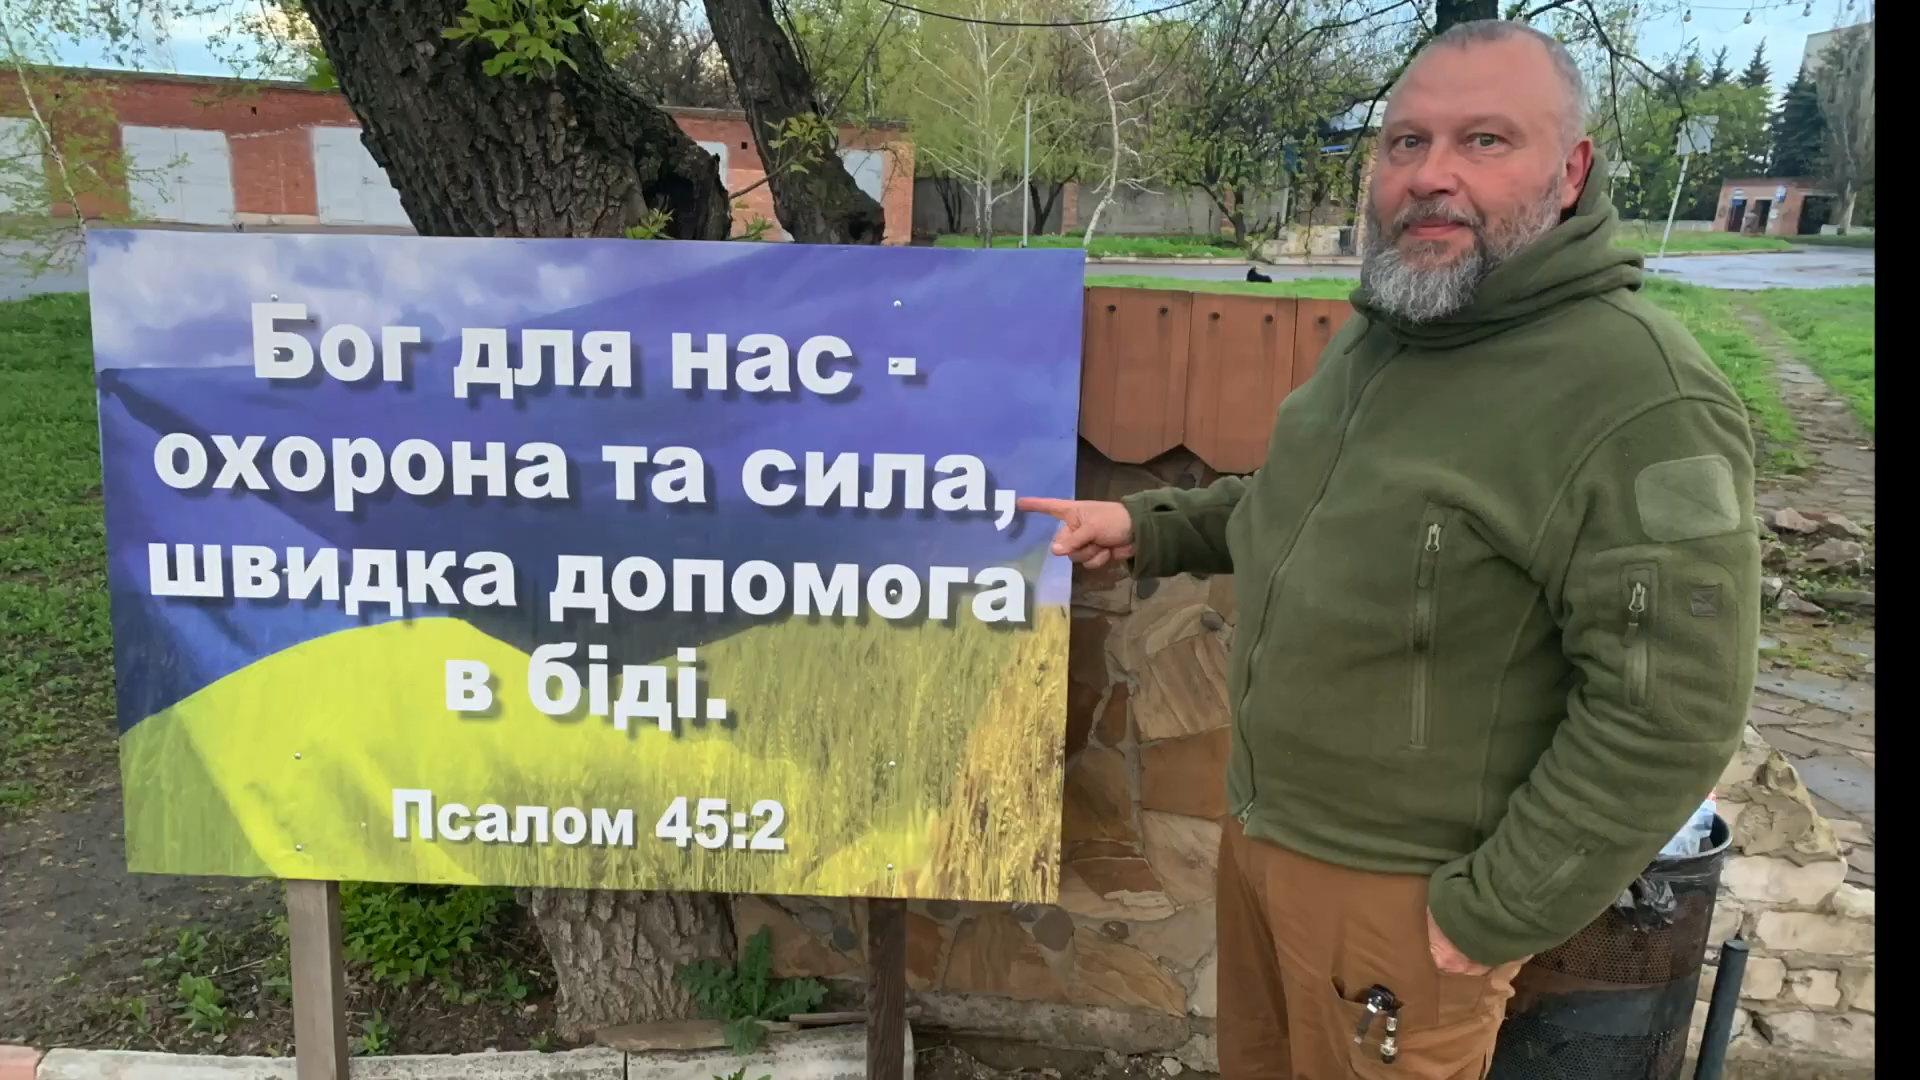 Бог для нас -
охорона та сила,
швидка допомога
в біді.
Псалом 45:2